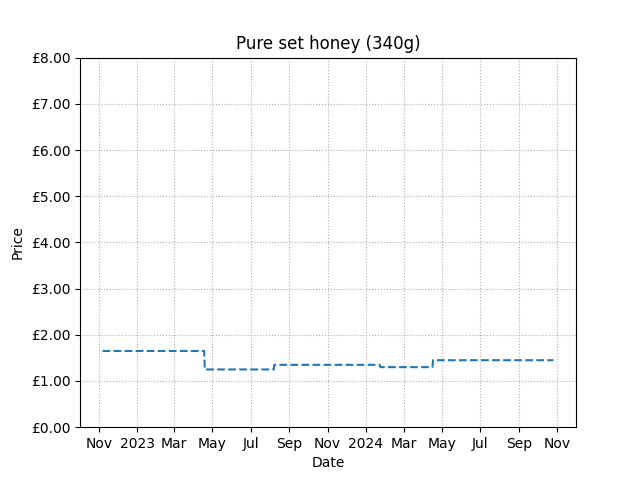 Pure set honey (340g)
£8.00
£7.00
£6.00
£5.00
£4.00
£3.00
£2.00
£1.00
£0.00
Price
Nov 2023 Mar May Jul Sep Nov 2024 Mar May Jul Sep Nov
Date